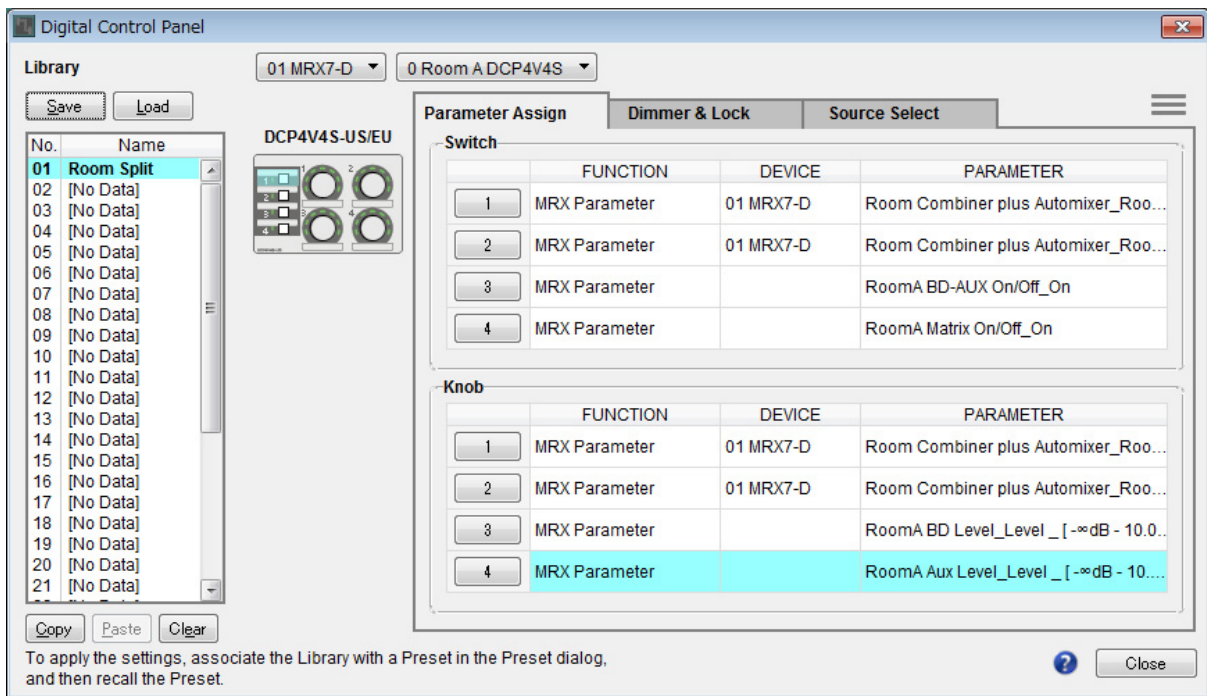 Digital Control Panel
Library
01 MRX7-D
0 Room A DCP4V4S
Save
Load
No. Name
01 Room Split
02 [No Data]
03 [No Data]
04 [No Data]
05 [No Data]
06 [No Data]
07 [No Data]
08 [No Data]
09 [No Data]
10 [No Data]
11 [No Data]
12 [No Data]
13 [No Data]
14 [No Data]
15 [No Data]
16 [No Data]
17 [No Data]
18 [No Data]
19 [No Data]
20 [No Data]
21 [No Data]
Copy
Paste
Clear
DCP4V4S-US/EU
1 2
1
2
3 3 4
4
Parameter Assign
Dimmer & Lock
Source Select
Switch
FUNCTION DEVICE PARAMETER
1 MRX Parameter 01 MRX7-D Room Combiner plus Automixer_Roo...
2 MRX Parameter 01 MRX7-D Room Combiner plus Automixer_Roo...
3 MRX Parameter RoomA BD-AUX On/Off_On
4 MRX Parameter RoomA Matrix On/Off_On
Knob
FUNCTION DEVICE PARAMETER
1 MRX Parameter 01 MRX7-D Room Combiner plus Automixer_Roo...
2 MRX Parameter 01 MRX7-D Room Combiner plus Automixer_Roo...
3 MRX Parameter RoomA BD Level_Level _ [ -∞dB - 10.0..
4 MRX Parameter RoomA Aux Level_Level _ [ -∞dB - 10....
To apply the settings, associate the Library with a Preset in the Preset dialog,
and then recall the Preset.
?
Close